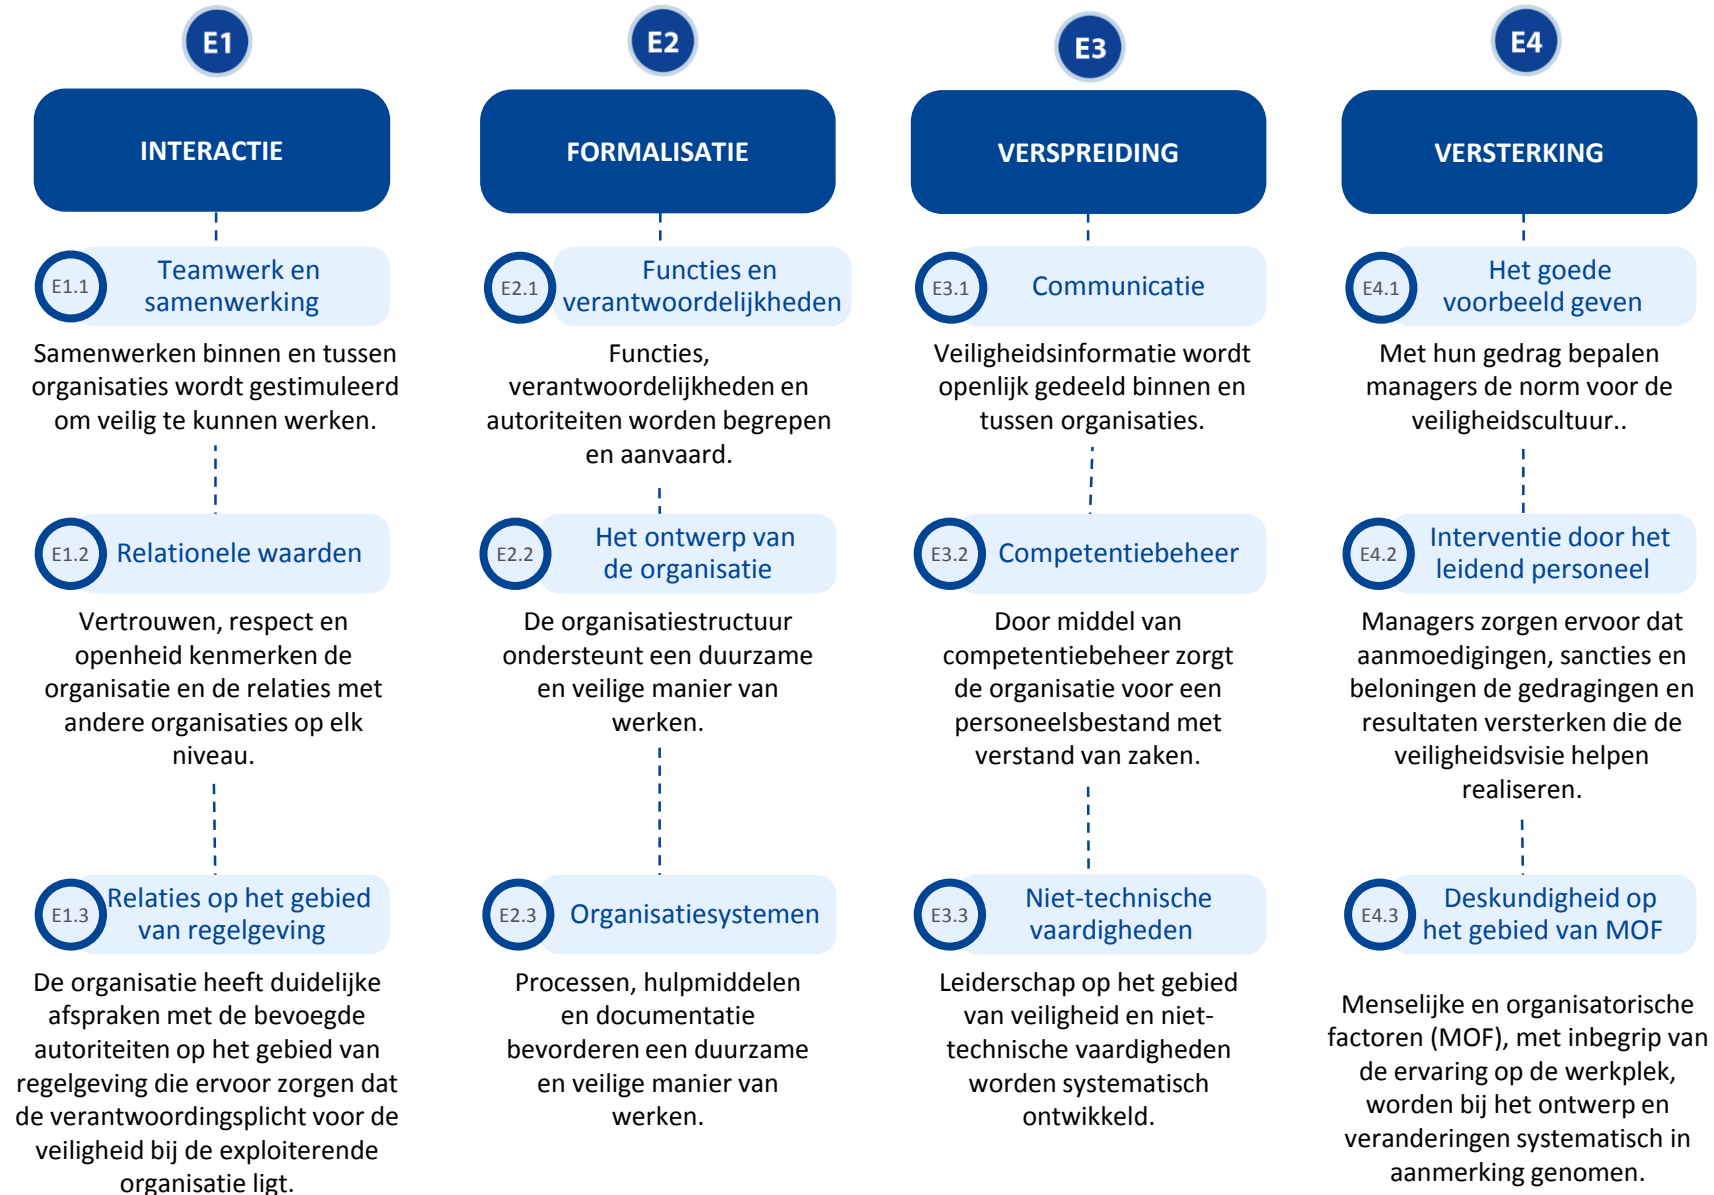 E1
INTERACTIE
E1.1
Teamwerk en
samenwerking
Samenwerken binnen en tussen
organisaties wordt gestimuleerd
om veilig te kunnen werken.
E1.2
Relationele waarden
Vertrouwen, respect en
openheid kenmerken de
organisatie en de relaties met
andere organisaties op elk
niveau.
E1.3
Relaties op het gebied
van regelgeving
De organisatie heeft duidelijke
afspraken met de bevoegde
autoriteiten op het gebied van
regelgeving die ervoor zorgen dat
de verantwoordingsplicht voor de
veiligheid bij de exploiterende
organisatie ligt.
E2
FORMALISATIE
E2.1
Functies en
verantwoordelijkheden
Functies,
verantwoordelijkheden en
autoriteiten worden begrepen
en aanvaard.
E2.2
Het ontwerp van
de organisatie
De organisatiestructuur
ondersteunt een duurzame
en veilige manier van
werken.
E2.3
Organisatiesystemen
Processen, hulpmiddelen
en documentatie
bevorderen een duurzame
en veilige manier van
werken.
E3
VERSPREIDING
E3.1
Communicatie
Veiligheidsinformatie wordt
openlijk gedeeld binnen en
tussen organisaties.
E3.2
Competentiebeheer
Door middel van
competentiebeheer zorgt
de organisatie voor een
personeelsbestand met
verstand van zaken.
E3.3
Niet-technische
vaardigheden
Leiderschap op het gebied
van veiligheid en niet-
technische vaardigheden
worden systematisch
ontwikkeld.
E4
VERSTERKING
E4.1
Het goede
voorbeeld geven
Met hun gedrag bepalen
managers de norm voor de
veiligheidscultuur..
E4.2
Interventie door het
leidend personeel
Managers zorgen ervoor dat
aanmoedigingen, sancties en
beloningen de gedragingen en
resultaten versterken die de
veiligheidsvisie helpen
realiseren.
E4.3
Deskundigheid op
het gebied van MOF
Menselijke en organisatorische
factoren (MOF), met inbegrip van
de ervaring op de werkplek,
worden bij het ontwerp en
veranderingen systematisch in
aanmerking genomen.